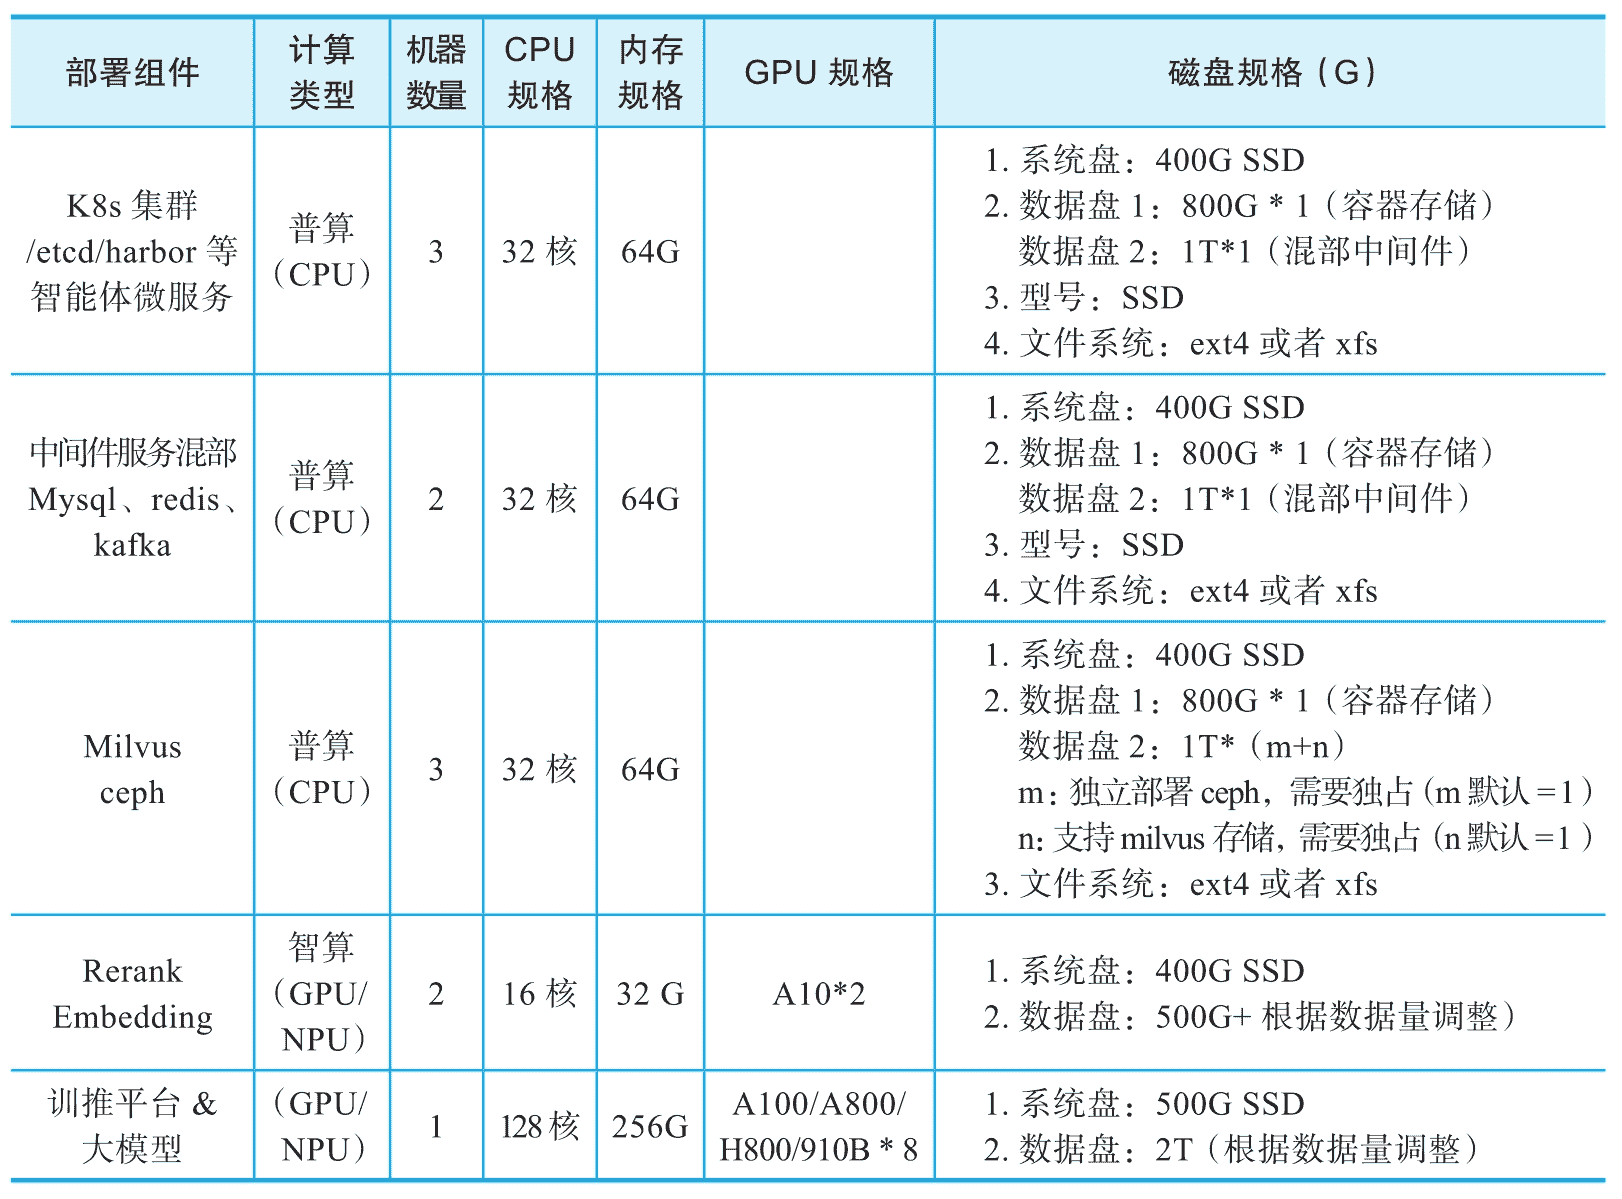 部署组件
计算
类型
机器
数量
CPU
规格
内存
规格
GPU 规格
磁盘规格（G）
K8s 集群
/etcd/harbor 等
智能体微服务
普算
（CPU）
3
32 核
64G
1. 系统盘：400G SSD
2. 数据盘 1：800G * 1（容器存储）
数据盘 2：1T*1（混部中间件）
3. 型号：SSD
4. 文件系统：ext4 或者 xfs
中间件服务混部
Mysql、redis、
kafka
普算
（CPU）
2
32 核
64G
1. 系统盘：400G SSD
2. 数据盘 1：800G * 1（容器存储）
数据盘 2：1T*1（混部中间件）
3. 型号：SSD
4. 文件系统：ext4 或者 xfs
Milvus
ceph
普算
（CPU）
3
32 核
64G
1. 系统盘：400G SSD
2. 数据盘 1：800G * 1（容器存储）
数据盘 2：1T*（m+n）
m：独立部署 ceph，需要独占（m 默认 =1）
n：支持 milvus 存储，需要独占（n 默认 =1 ）
3. 文件系统：ext4 或者 xfs
Rerank
Embedding
智算
（GPU/
NPU）
2
16 核
32 G
A10*2
1. 系统盘：400G SSD
2. 数据盘：500G+ 根据数据量调整）
训推平台 &
大模型
（GPU/
NPU）
1
128 核
256G
A100/A800/
H800/910B * 8
1. 系统盘：500G SSD
2. 数据盘：2T（根据数据量调整）